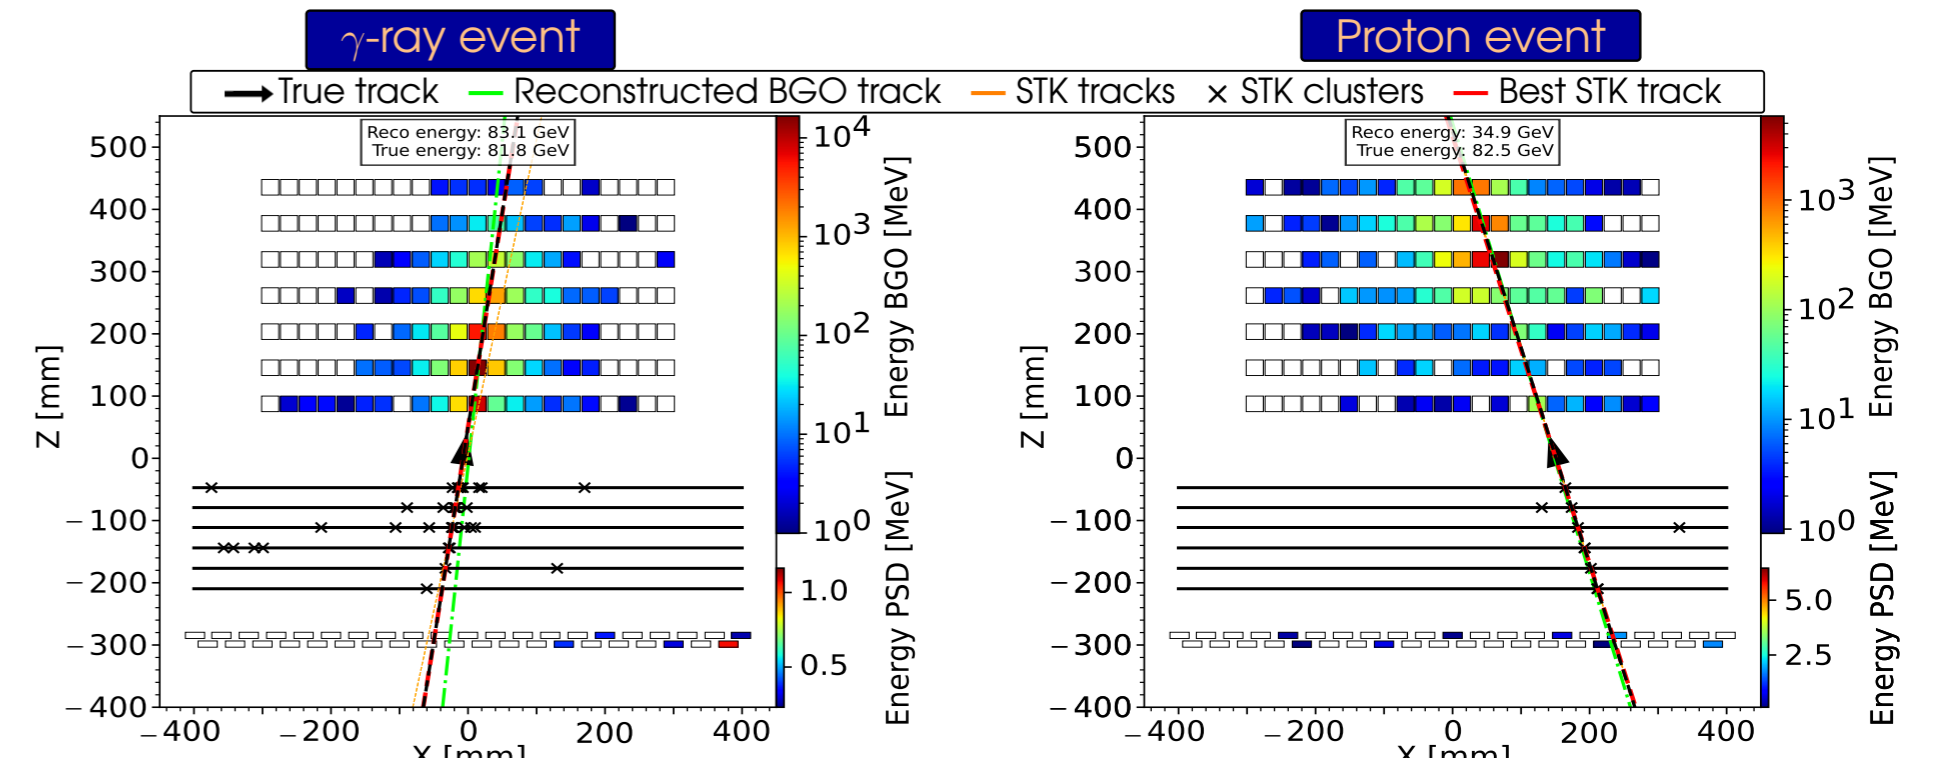 γ-ray event
Proton event
True track Reconstructed BGO track STK tracks × STK clusters Best STK track
Reco energy: 83.1 GeV
True energy: 81.8 GeV
500
400
300
200
100
0
−100
−200
−300
−400
Z [mm]
−400 −200 0 200 400
X [mm]
10^4
10^3
10^2
10^1
10^0
Energy BGO [MeV]
1.0
0.5
Energy PSD [MeV]
Reco energy: 34.9 GeV
True energy: 82.5 GeV
500
400
300
200
100
0
−100
−200
−300
−400
Z [mm]
−400 −200 0 200 400
X [mm]
10^3
10^2
10^1
10^0
Energy BGO [MeV]
5.0
2.5
Energy PSD [MeV]